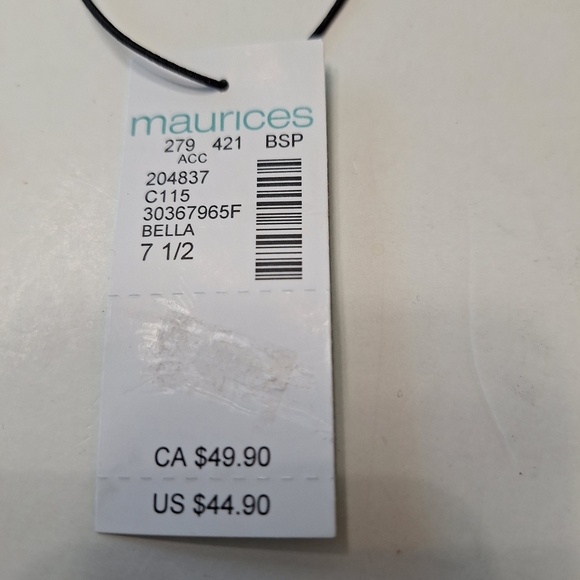 maurices
279 421 BSP
ACC
204837
C115
30367965F
BELLA
7 1/2
CA $49.90
US $44.90